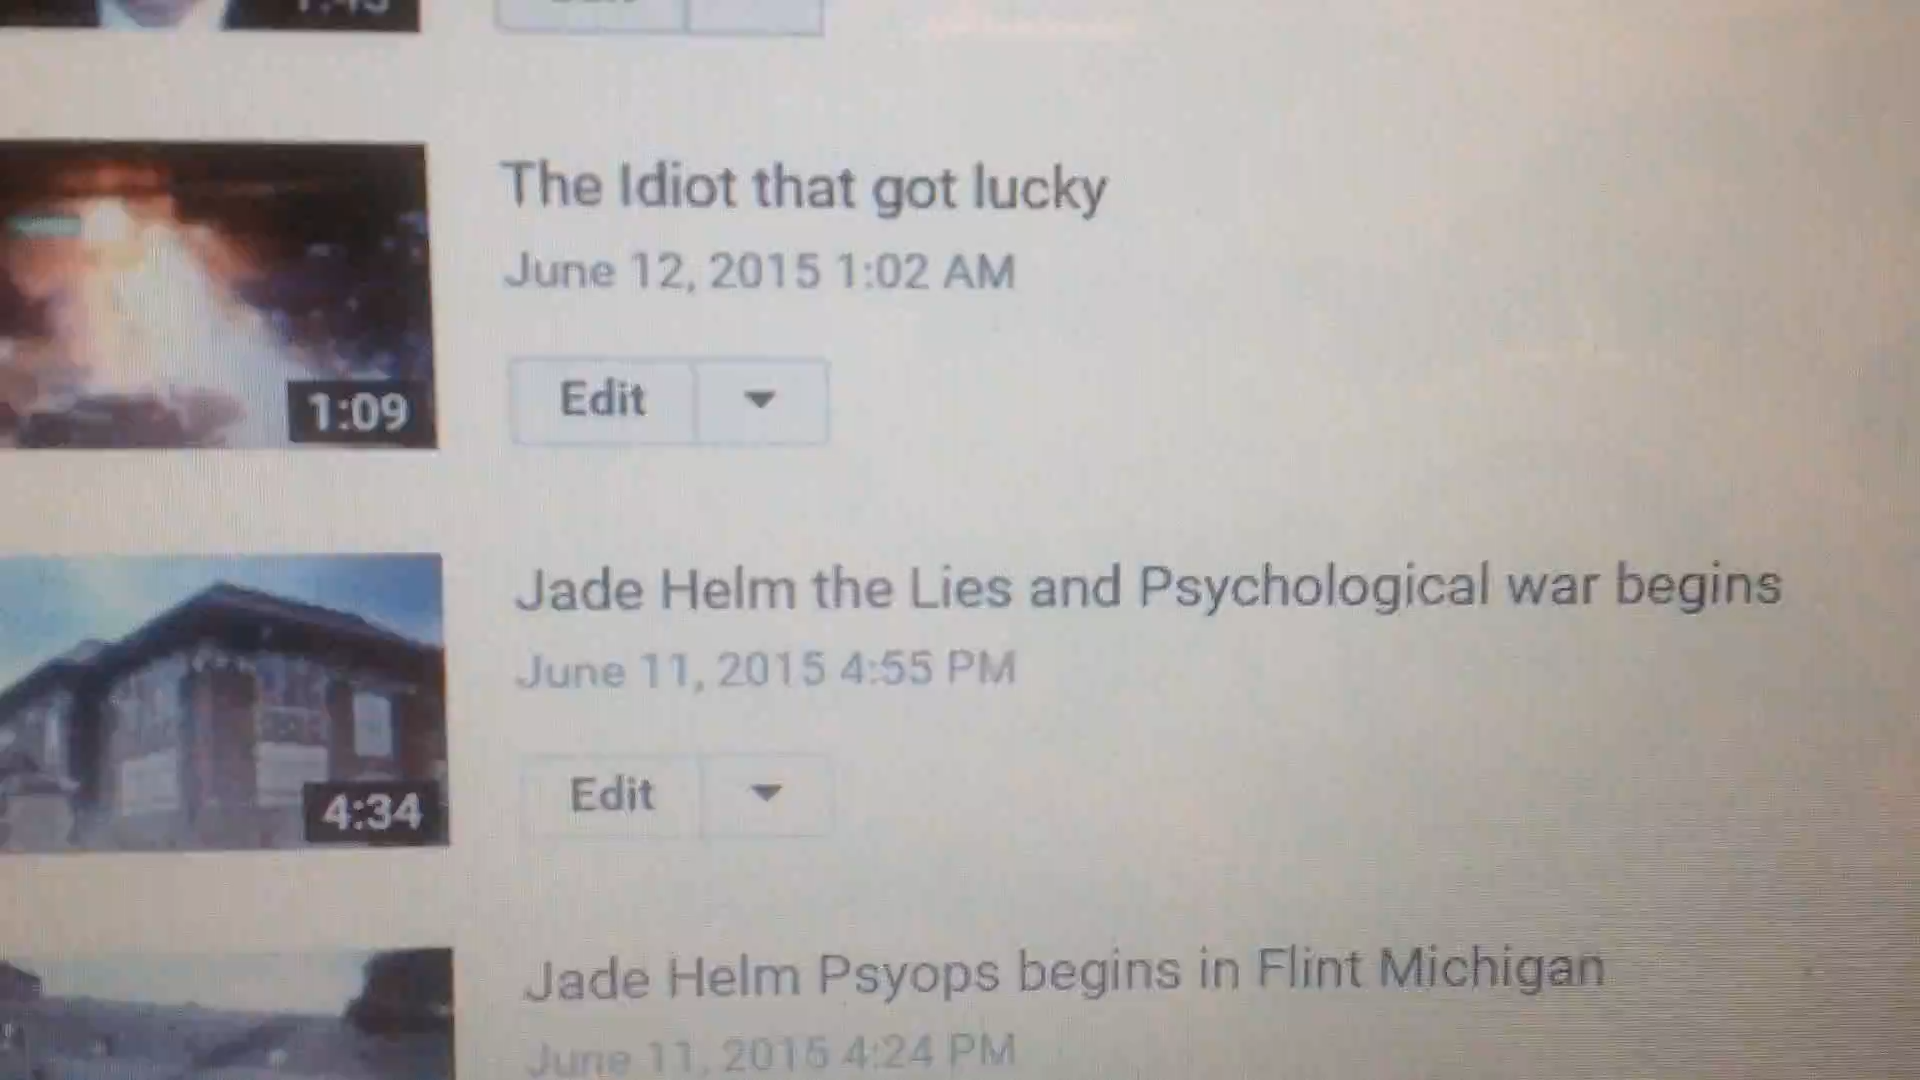 The Idiot that got lucky
June 12, 2015 1:02 AM
1:09
Edit
Jade Helm the Lies and Psychological war begins
June 11, 2015 4:55 PM
4:34
Edit
Jade Helm Psyops begins in Flint Michigan
June 11, 2015 4:24 PM